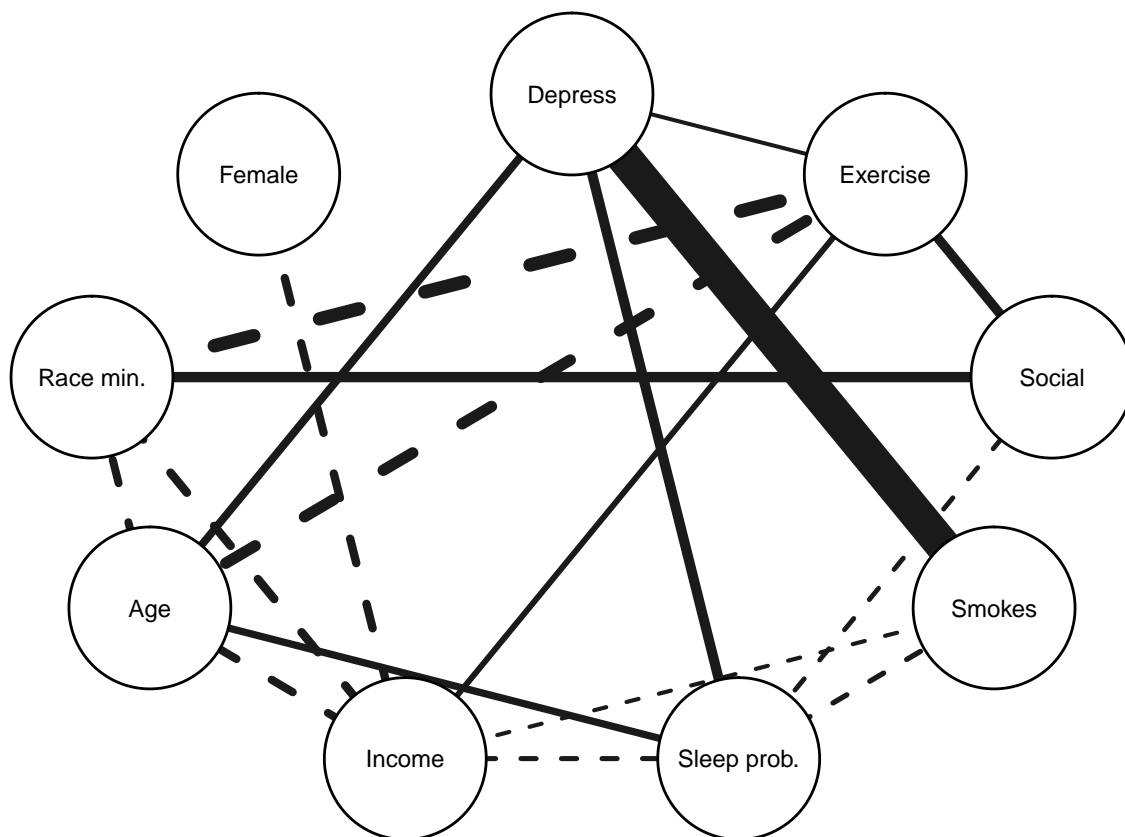 Depress
Female
Exercise
Race min.
Social
Age
Smokes
Income
Sleep prob.